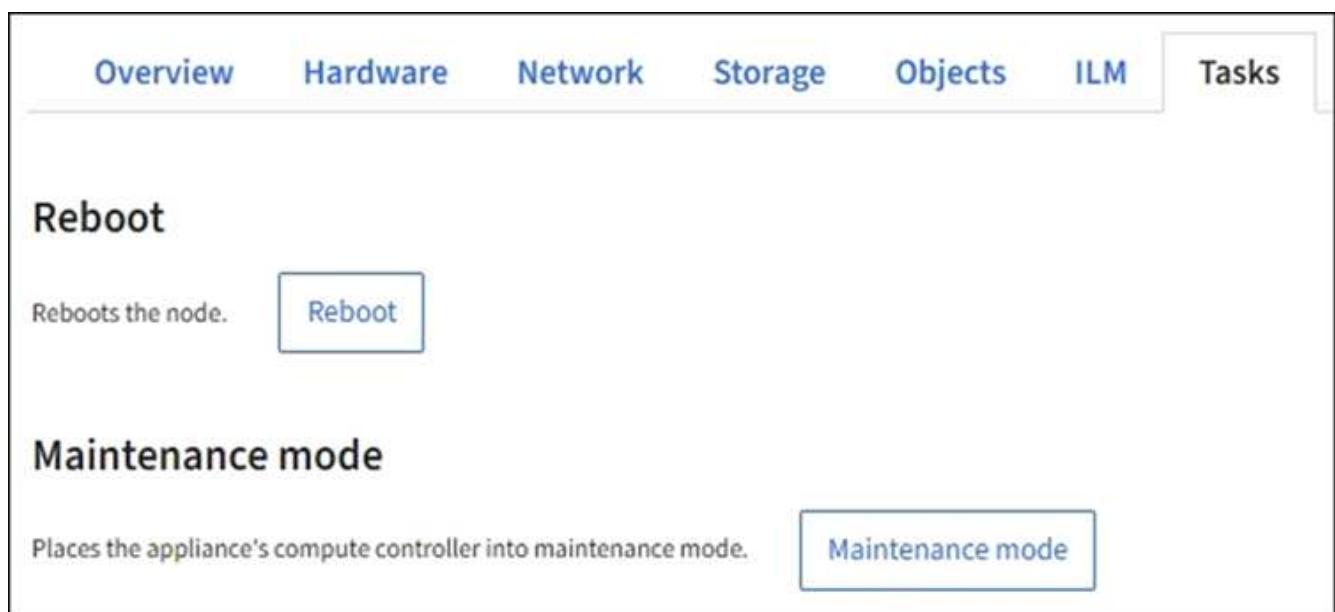 Overview Hardware Network Storage Objects ILM Tasks
Reboot
Reboots the node. Reboot
Maintenance mode
Places the appliance's compute controller into maintenance mode. Maintenance mode